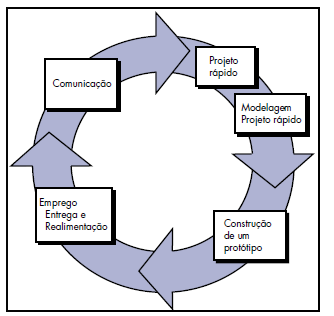 Comunicação
Projeto
rápido
Modelagem
Projeto rápido
Construção
de um
protótipo
Emprego
Entrega e
Realimentação